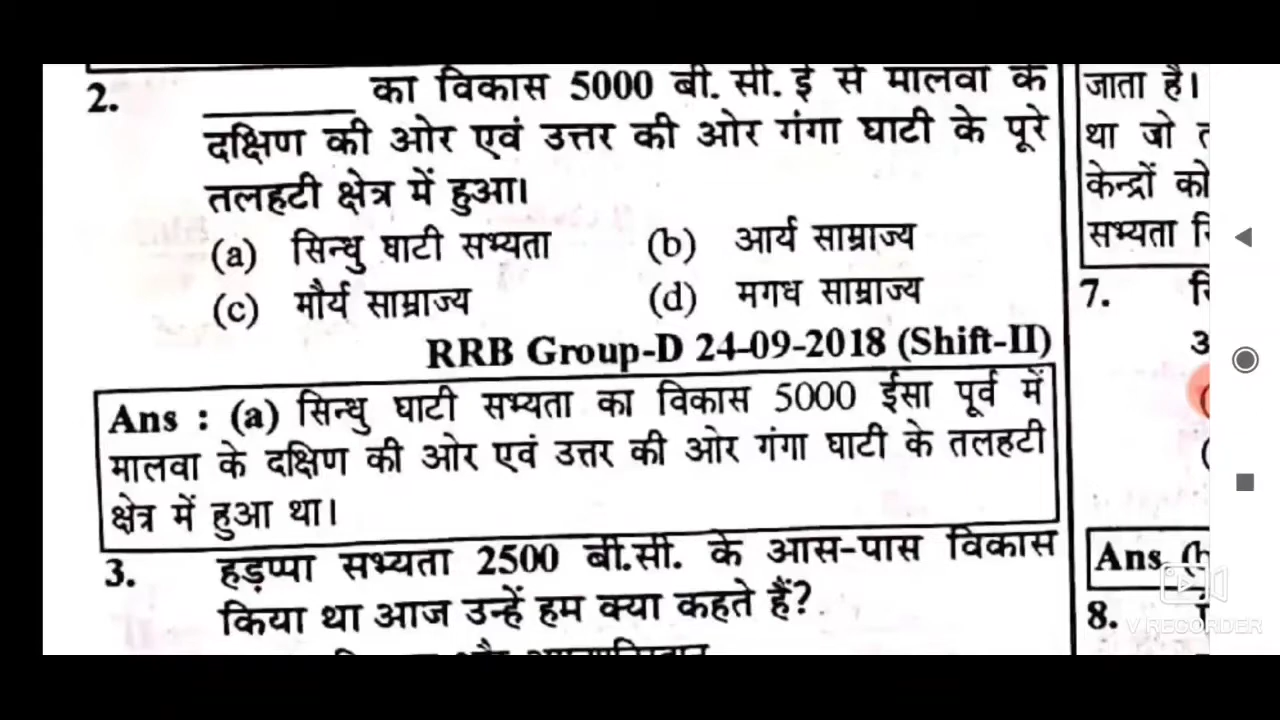 2. ________ का विकास 5000 बी. सी. ई से मालवा के
दक्षिण की ओर एवं उत्तर की ओर गंगा घाटी के पूरे
तलहटी क्षेत्र में हुआ।
(a) सिन्धु घाटी सभ्यता (b) आर्य साम्राज्य
(c) मौर्य साम्राज्य (d) मगध साम्राज्य
RRB Group-D 24-09-2018 (Shift-II)
Ans : (a) सिन्धु घाटी सभ्यता का विकास 5000 ईसा पूर्व में
मालवा के दक्षिण की ओर एवं उत्तर की ओर गंगा घाटी के तलहटी
क्षेत्र में हुआ था।
3. हड़प्पा सभ्यता 2500 बी.सी. के आस-पास विकास
किया था आज उन्हें हम क्या कहते हैं?
जाता है।
था जो
केन्द्रों को
सभ्यता
7.
Ans. (b
8.
V RECORDER